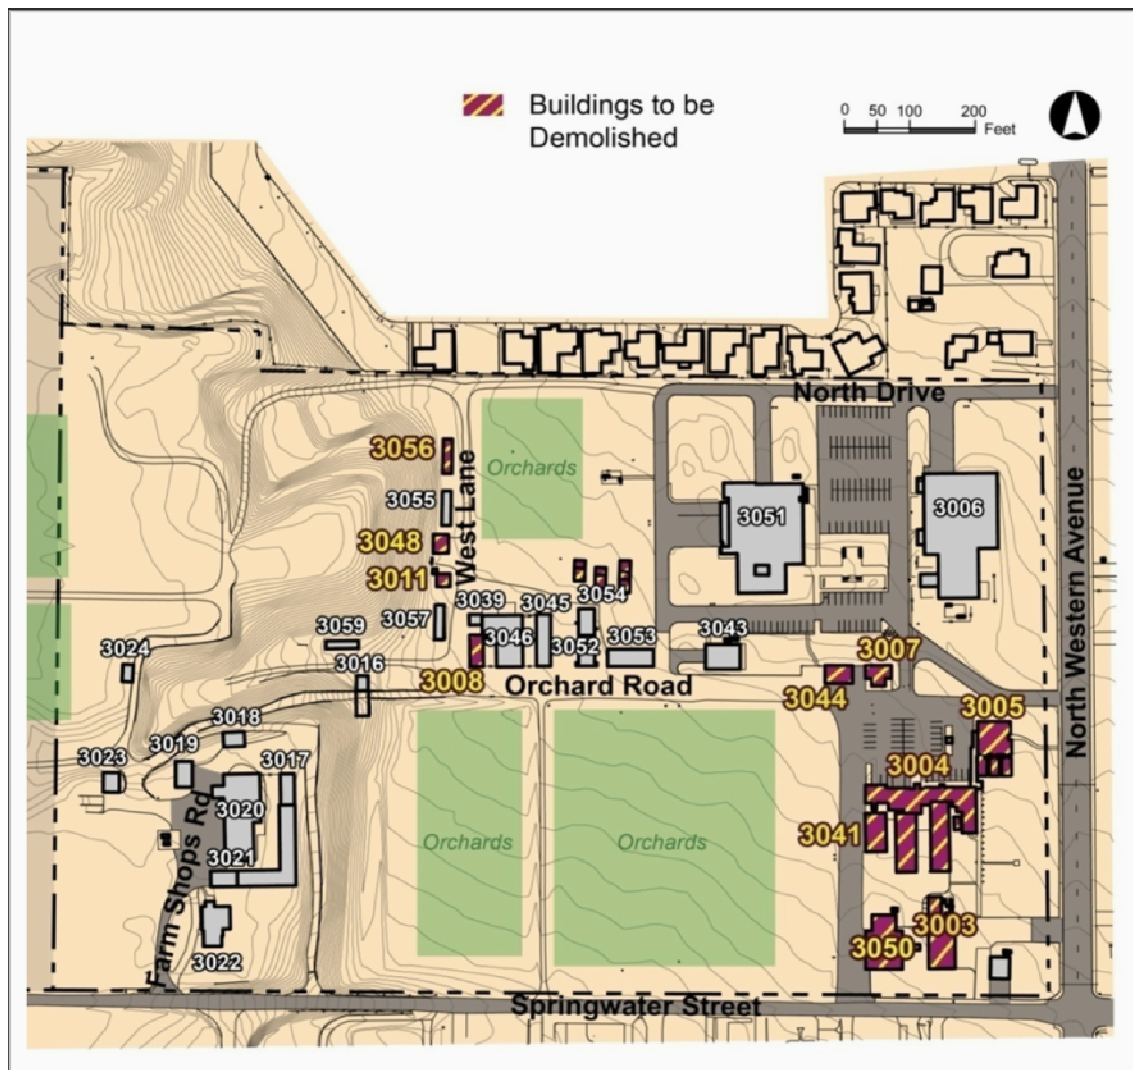 Buildings to be
Demolished
0 50 100 200
Feet
North Drive
3056
Orchards
3055
West Lane
3051
3006
North Western Avenue
3048
3011
3039
3045
3054
3057
3059
3046
3052
3053
3043
3024
3016
3008
Orchard Road
3007
3044
3005
3018
3019
3017
3023
3004
3020
3041
Orchards
Orchards
3021
Farm Shops Rd
3003
3050
3022
Springwater Street